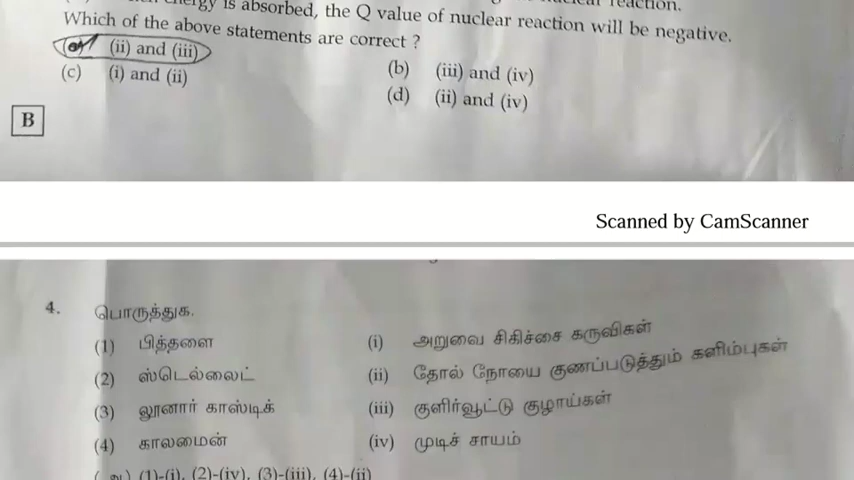 energy is absorbed, the Q value of nuclear reaction will be negative.
Which of the above statements are correct ?
(ii) and (iii)
(b) (iii) and (iv)
(c) (i) and (ii)
(d) (ii) and (iv)
B
Scanned by CamScanner
4. பொருத்துக.
(1) பித்தளை (i) அறுவை சிகிச்சை கருவிகள்
(2) ஸ்டெல்லைட் (ii) தோல் நோயை குணப்படுத்தும் களிம்புகள்
(3) லூனார் காஸ்டிக் (iii) குளிர்வூட்டு குழாய்கள்
(4) காலமைன் (iv) முடிச் சாயம்
(அ) (1)-(i), (2)-(iv), (3)-(iii), (4)-(ii)